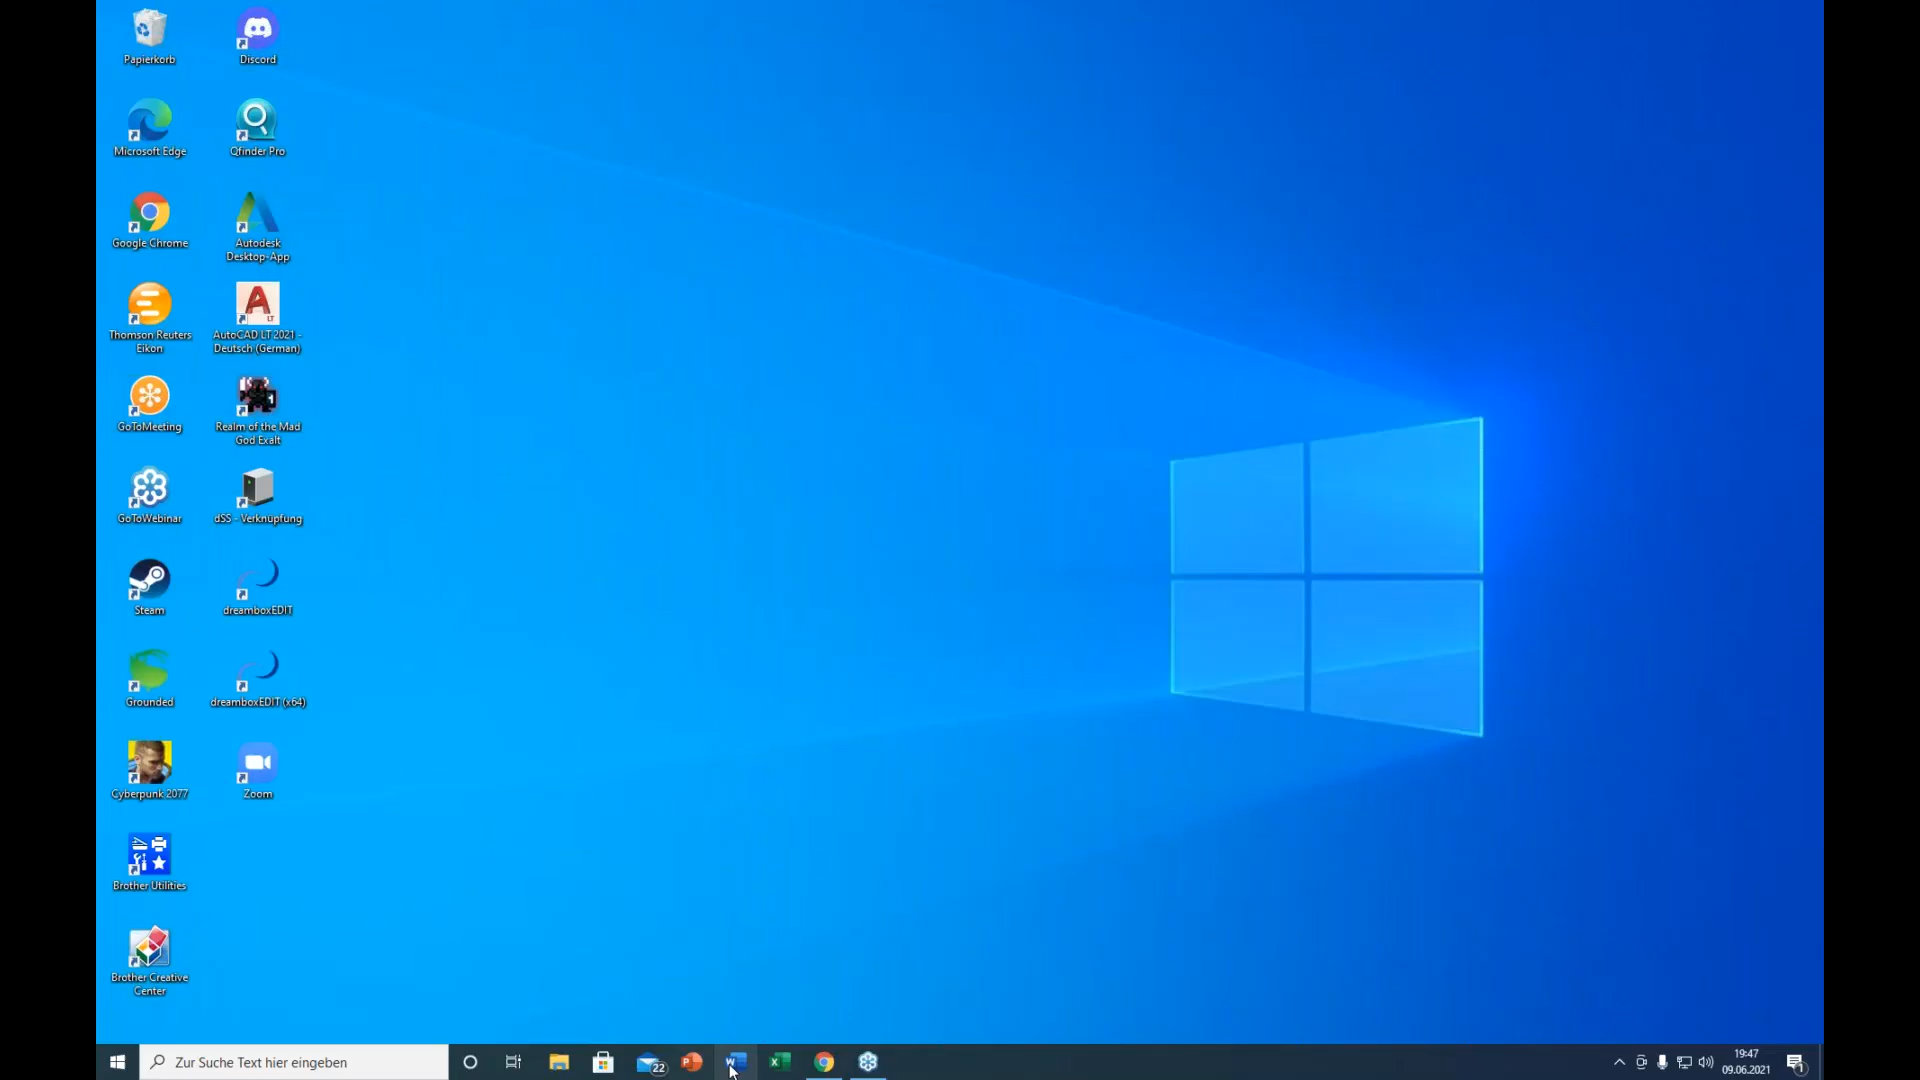 Papierkorb
Discord
Microsoft Edge
Qfinder Pro
Google Chrome
Autodesk
Desktop-App
Thomson Reuters
Eikon
AutoCAD LT 2021 -
Deutsch (German)
GoToMeeting
Realm of the Mad
God Exalt
GoToWebinar
dSS - Verknüpfung
Steam
dreamboxEDIT
Grounded
dreamboxEDIT (x64)
Cyberpunk 2077
Zoom
Brother Utilities
Brother Creative
Center
Zur Suche Text hier eingeben
22
19:47
09.06.2021
1